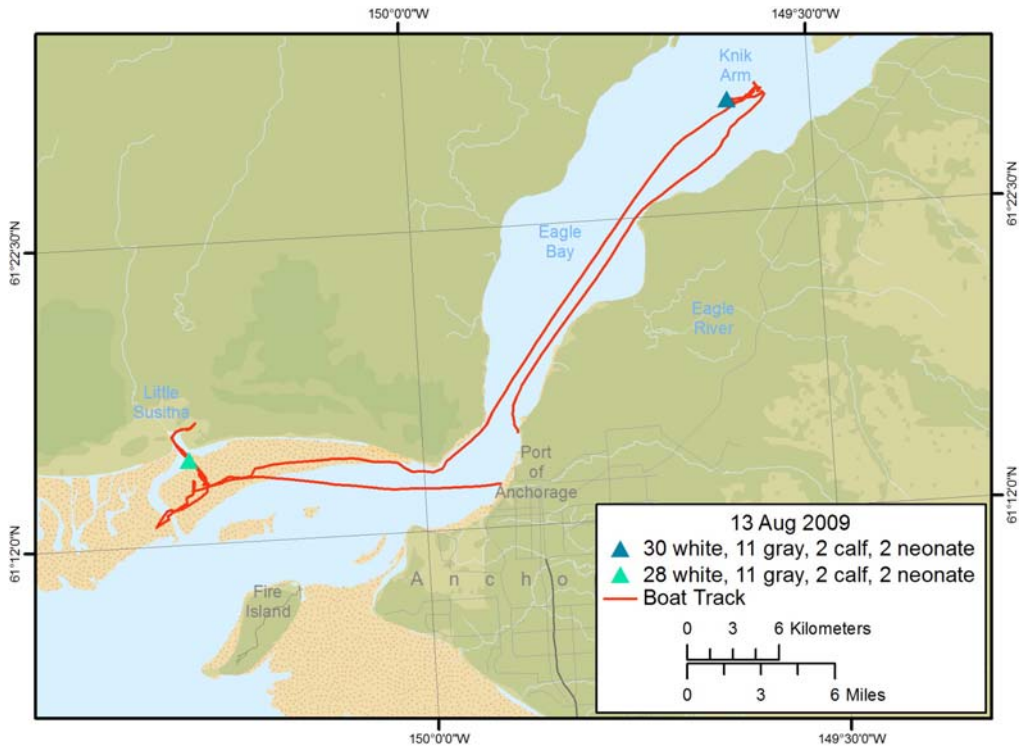 150°0'0"W
149°30'0"W
Knik
Arm
61°22'30"N
61°22'30"N
Eagle
Bay
Eagle
River
Little
Susitna
Port
of
Anchorage
61°12'0"N
61°12'0"N
Fire
Island
A n c h o
13 Aug 2009
30 white, 11 gray, 2 calf, 2 neonate
28 white, 11 gray, 2 calf, 2 neonate
Boat Track
0 3 6 Kilometers
0 3 6 Miles
150°0'0"W
149°30'0"W